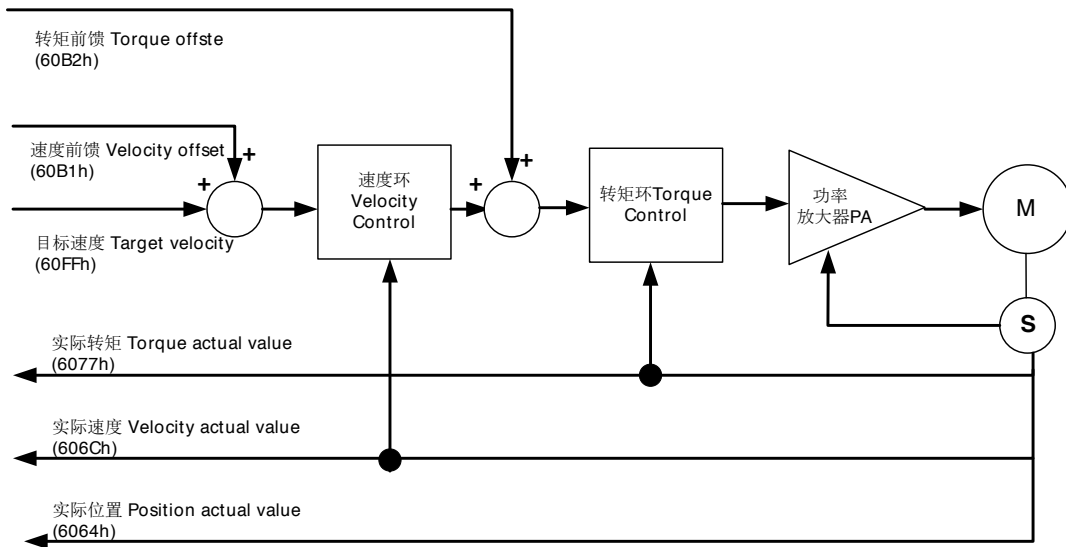 转矩前馈 Torque offste
(60B2h)
速度前馈 Velocity offset
(60B1h)
+
+
目标速度 Target velocity
(60FFh)
速度环
Velocity
Control
+
+
转矩环Torque
Control
功率
放大器PA
M
S
实际转矩 Torque actual value
(6077h)
实际速度 Velocity actual value
(606Ch)
实际位置 Position actual value
(6064h)